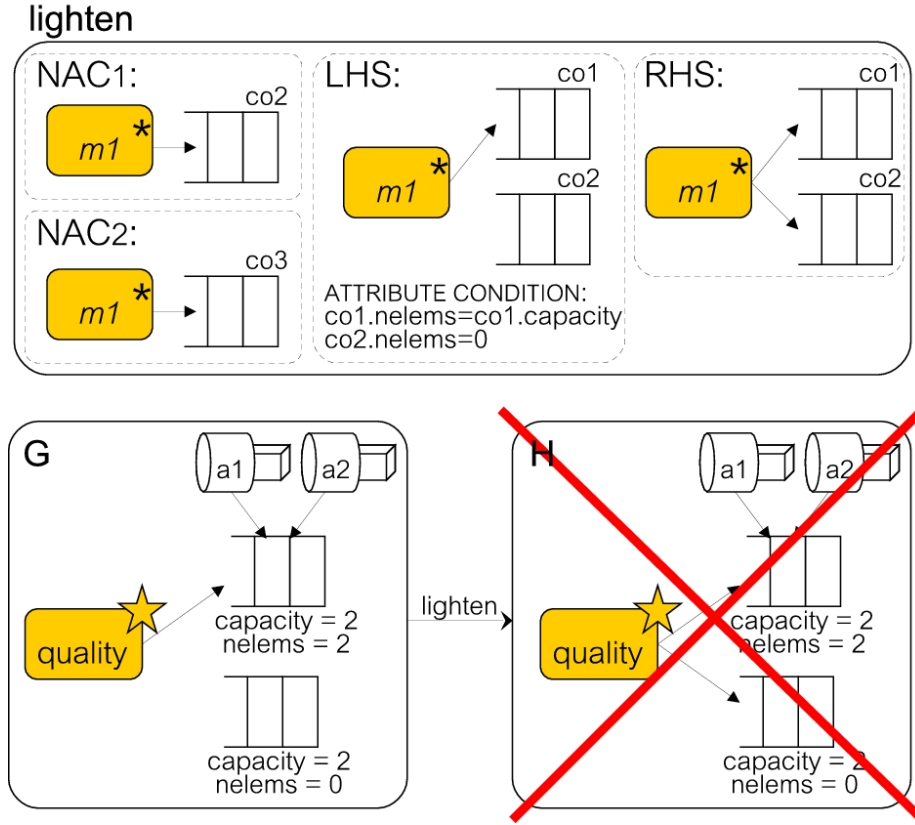 lighten
NAC1:
co2
m1 *
NAC2:
co3
m1 *
LHS:
co1
m1 *
co2
ATTRIBUTE CONDITION:
co1.nelems=co1.capacity
co2.nelems=0
RHS:
co1
m1 *
co2
G
a1
a2
quality
capacity = 2
nelems = 2
capacity = 2
nelems = 0
lighten
H
a1
a2
quality
capacity = 2
nelems = 2
capacity = 2
nelems = 0